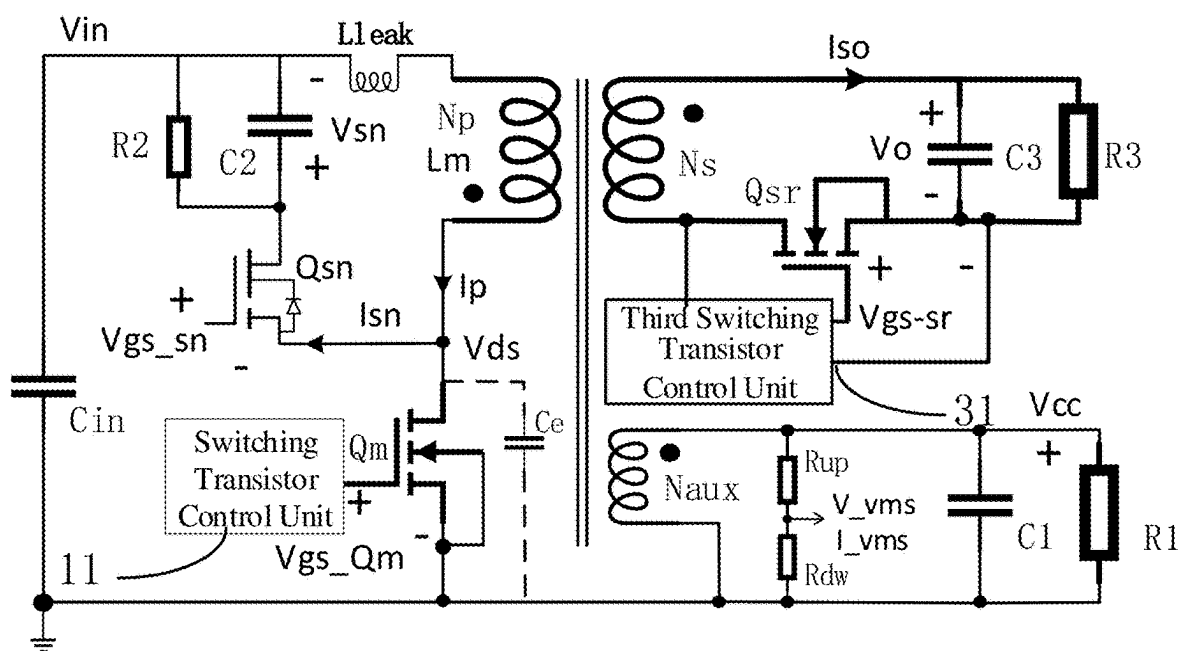 Vin
Lleak
Iso
R2
C2
-
Vsn
+
Np
Lm
Ns
+
Vo
-
C3
R3
Qsr
Qsn
+
Vgs_sn
-
Isn
Ip
Vds
+
-
Vgs-sr
Third Switching
Transistor
Control Unit
31
Cin
Switching
Transistor
Control Unit
Qm
+
-
Vgs_Qm
11
Ce
Naux
Rup
V_vms
I_vms
Rdw
Vcc
+
C1
R1